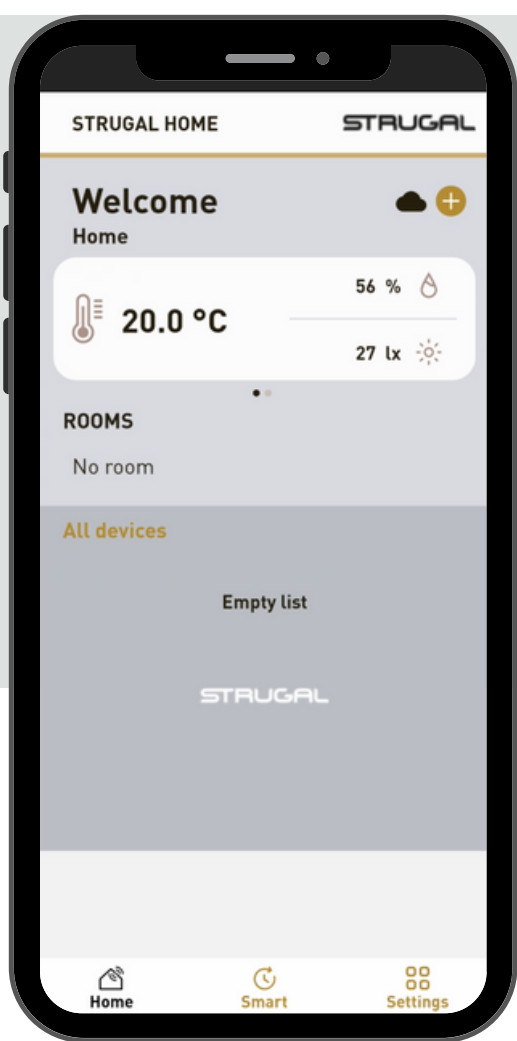 STRUGAL HOME STRUGAL
Welcome
Home
56 %
20.0 °C
27 lx
ROOMS
No room
All devices
Empty list
STRUGAL
Home Smart Settings